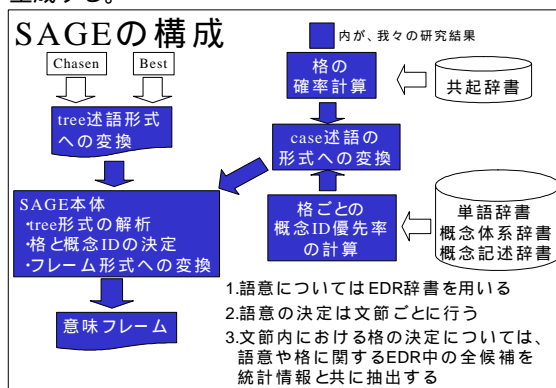 生成する。
SAGEの構成
内が、我々の研究結果
Chasen
Best
格の
確率計算
共起辞書
tree述語形式
への変換
case述語の
形式への変換
SAGE本体
・tree形式の解析
・格と概念IDの決定
・フレーム形式への変換
格ごとの
概念ID優先率
の計算
単語辞書
概念体系辞書
概念記述辞書
意味フレーム
1.語意についてはEDR辞書を用いる
2.語意の決定は文節ごとに行う
3.文節内における格の決定については、
語意や格に関するEDR中の全候補を
統計情報と共に抽出する